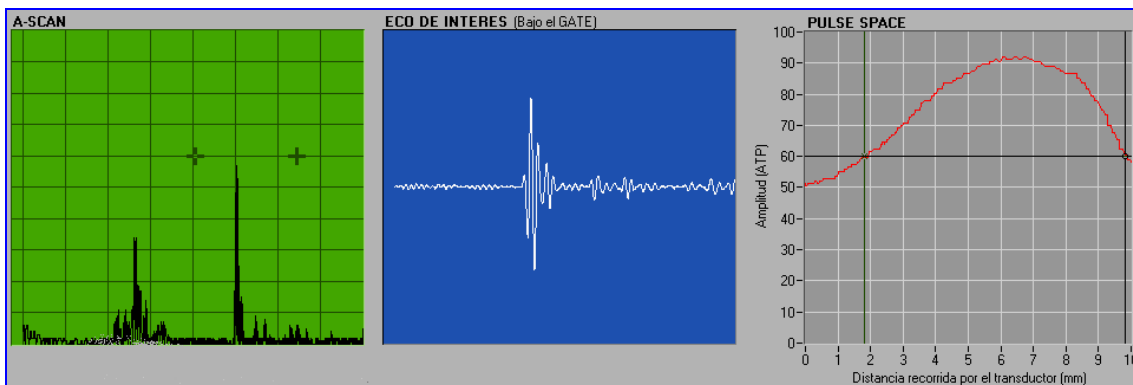 A-SCAN
ECO DE INTERES (Bajo el GATE)
PULSE SPACE
100-
90-
80-
70-
60-
50-
40-
30-
20-
10-
0-
Amplitud (ATP)
0 1 2 3 4 5 6 7 8 9 10
Distancia recorrida por el transductor (mm)